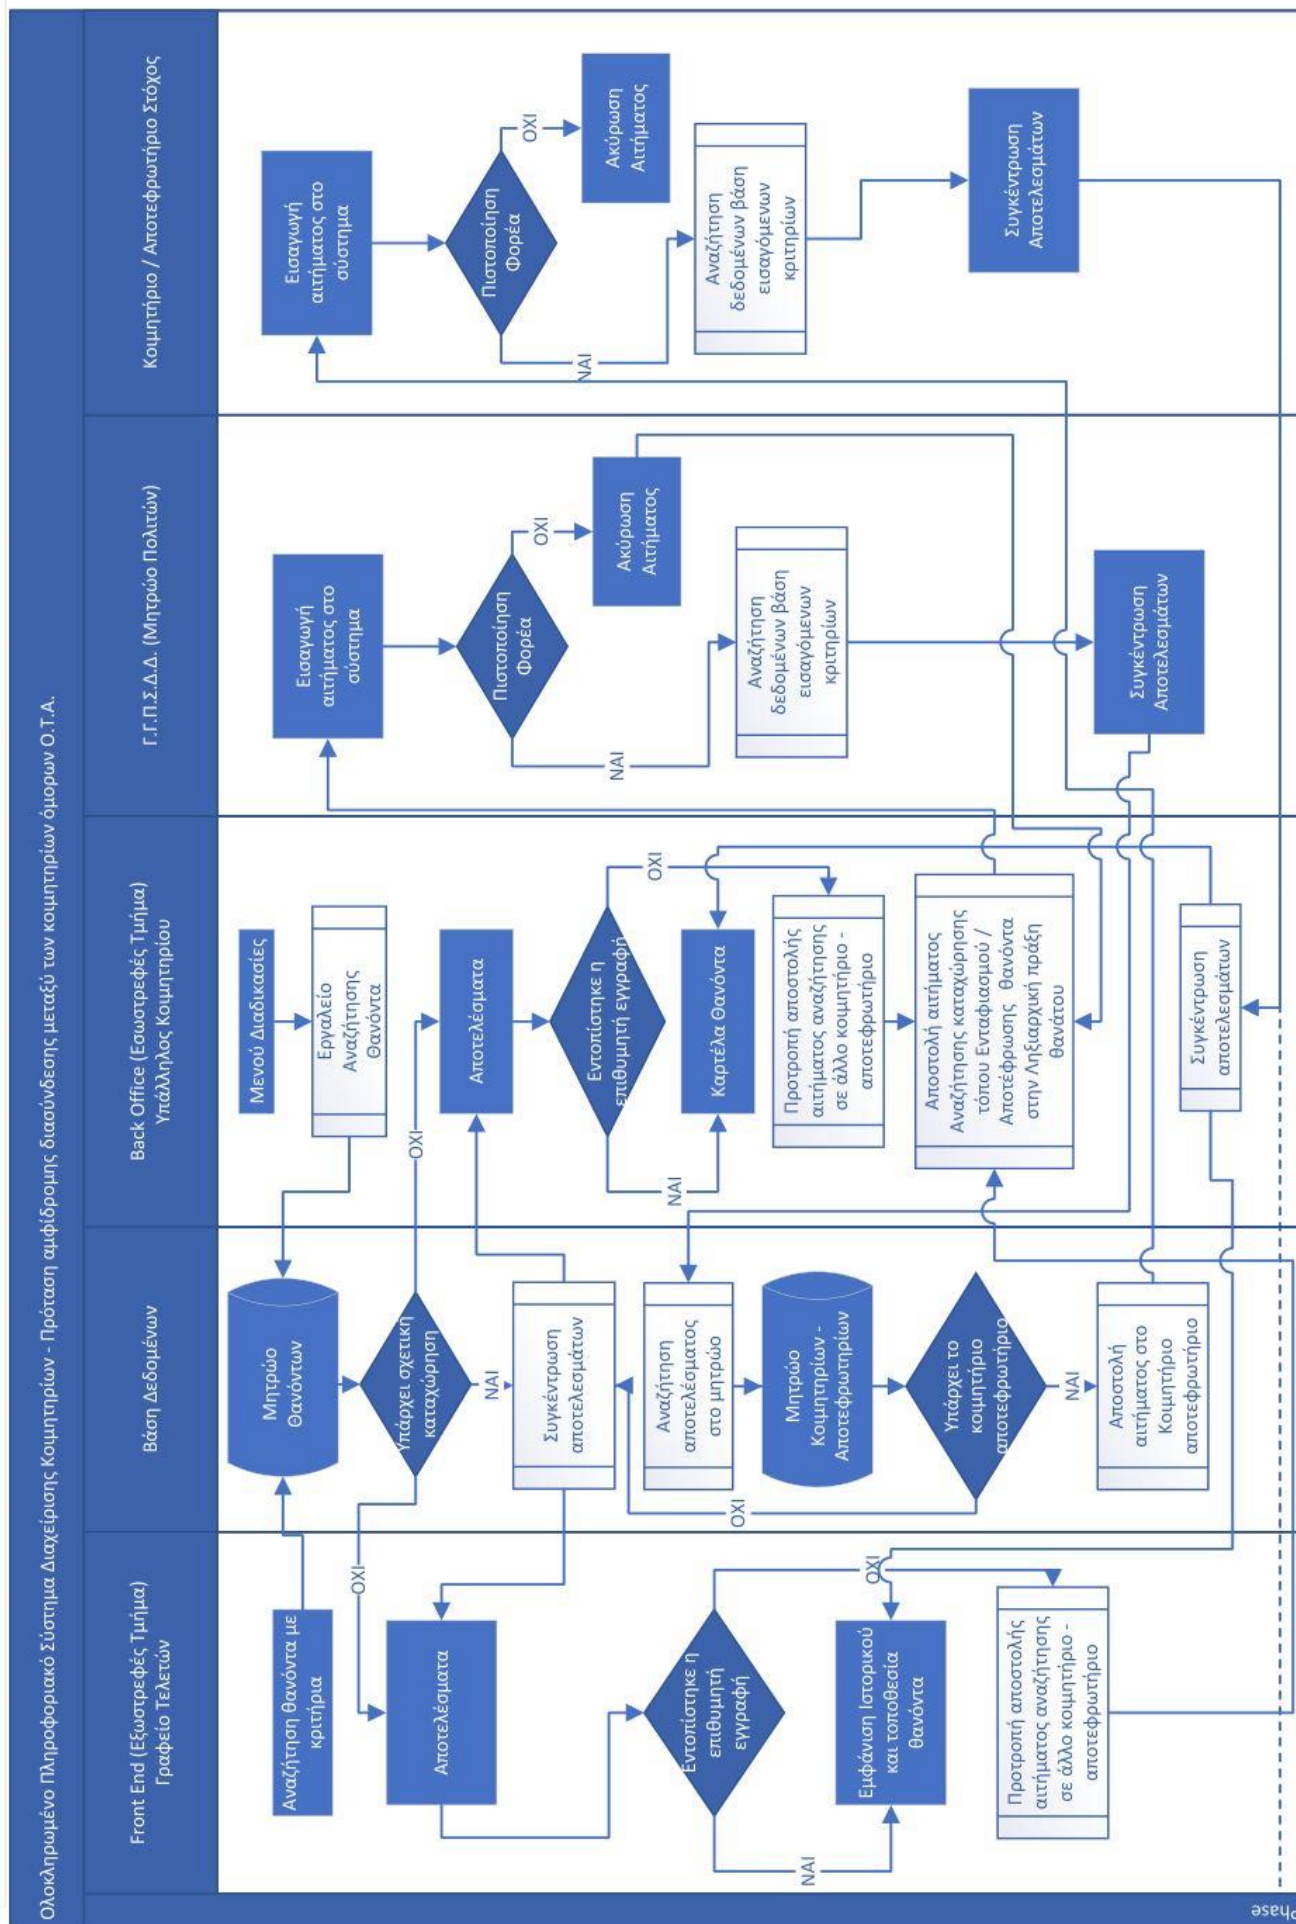 Ολοκληρωμένο Πληροφοριακό Σύστημα Διαχείρισης Κοιμητηρίων - Πρόταση αμφίδρομης διασύνδεσης μεταξύ των κοιμητηρίων όμορων Ο.Τ.Α.
Front End (Εξωστρεφές Τμήμα)
Γραφείο Τελετών
Βάση Δεδομένων
Back Office (Εσωστρεφές Τμήμα)
Υπάλληλος Κοιμητηρίου
Γ.Γ.Π.Σ.Δ.Δ. (Μητρώο Πολιτών)
Κοιμητήριο / Αποτεφρωτήριο Στόχος
Αναζήτηση θανόντα με
κριτήρια
ΟΧΙ
Αποτελέσματα
Εντοπίστηκε η
επιθυμητή
εγγραφή
ΝΑΙ
ΟΧΙ
Εμφάνιση Ιστορικού
και τοποθεσία
θανόντα
Προτροπή αποστολής
αιτήματος αναζήτησης
σε άλλο κοιμητήριο -
αποτεφρωτήριο
Μητρώο
Θανόντων
Υπάρχει σχετική
καταχώρηση
ΝΑΙ
ΟΧΙ
Συγκέντρωση
αποτελεσμάτων
Αναζήτηση
αποτελέσματος
στο μητρώο
Μητρώο
Κοιμητηρίων -
Αποτεφρωτηρίων
ΟΧΙ
Υπάρχει το
κοιμητήριο
αποτεφρωτήριο
ΝΑΙ
Αποστολή
αιτήματος στο
Κοιμητήριο
αποτεφρωτήριο
Μενού Διαδικασίες
Εργαλείο
Αναζήτησης
Θανόντα
Αποτελέσματα
Εντοπίστηκε η
επιθυμητή εγγραφή
ΝΑΙ
ΟΧΙ
Καρτέλα Θανόντα
Προτροπή αποστολής
αιτήματος αναζήτησης
σε άλλο κοιμητήριο -
αποτεφρωτήριο
Αποστολή αιτήματος
Αναζήτησης καταχώρησης
τόπου Ενταφιασμού /
Αποτέφρωσης θανόντα
στην Ληξιαρχική πράξη
θανάτου
Συγκέντρωση
αποτελεσμάτων
Εισαγωγή
αιτήματος στο
σύστημα
Πιστοποίηση
Φορέα
ΝΑΙ
ΟΧΙ
Ακύρωση
Αιτήματος
Αναζήτηση
δεδομένων βάση
εισαγόμενων
κριτηρίων
Συγκέντρωση
Αποτελεσμάτων
Εισαγωγή
αιτήματος στο
σύστημα
Πιστοποίηση
Φορέα
ΝΑΙ
ΟΧΙ
Ακύρωση
Αιτήματος
Αναζήτηση
δεδομένων βάση
εισαγόμενων
κριτηρίων
Συγκέντρωση
Αποτελεσμάτων
Phase